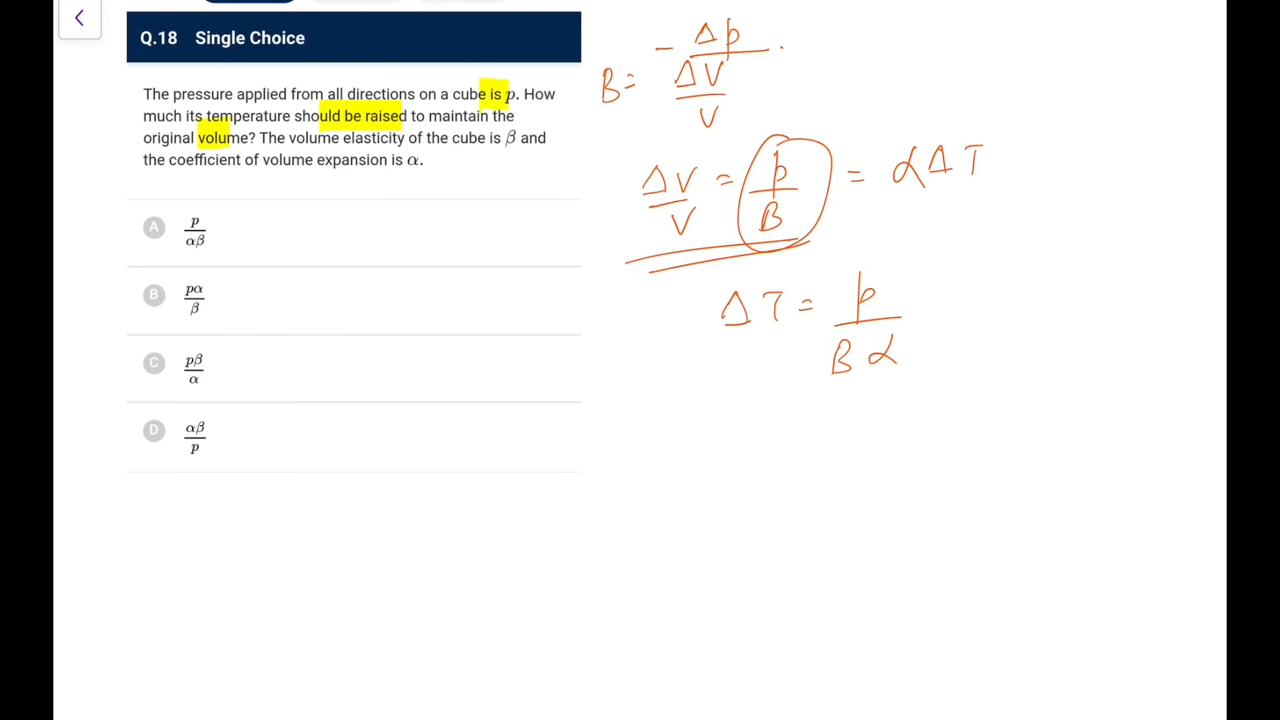 Q.18 Single Choice
The pressure applied from all directions on a cube is p. How
much its temperature should be raised to maintain the
original volume? The volume elasticity of the cube is β and
the coefficient of volume expansion is α.
A p/αβ
B pα/β
C pβ/α
D αβ/p
B = - Δp / (ΔV/V)
ΔV/V = p/B = αΔT
ΔT = p/Bα